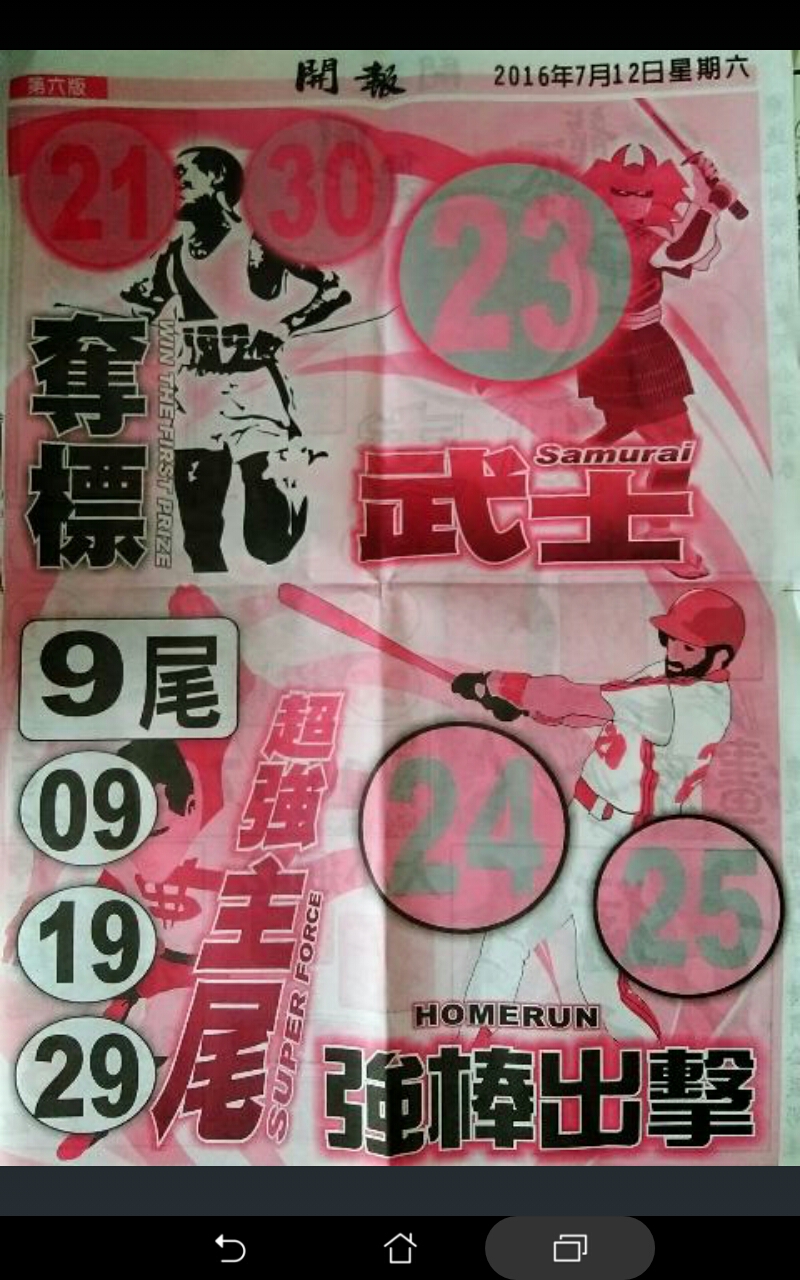 第六版
開報
2016年7月12日星期六
21
30
23
奪標
WIN THE FIRST PRIZE
Samurai
武士
9尾
09
19
29
超強
主尾
SUPER FORCE
24
25
HOMERUN
強棒出擊